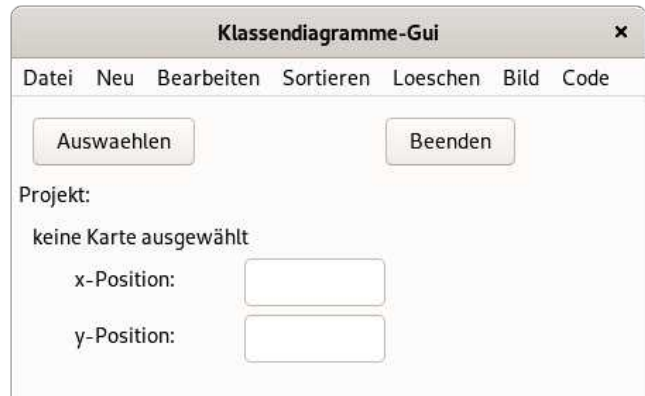 Klassendiagramme-Gui ×
Datei Neu Bearbeiten Sortieren Loeschen Bild Code
Auswaehlen Beenden
Projekt:
keine Karte ausgewählt
x-Position:
y-Position: